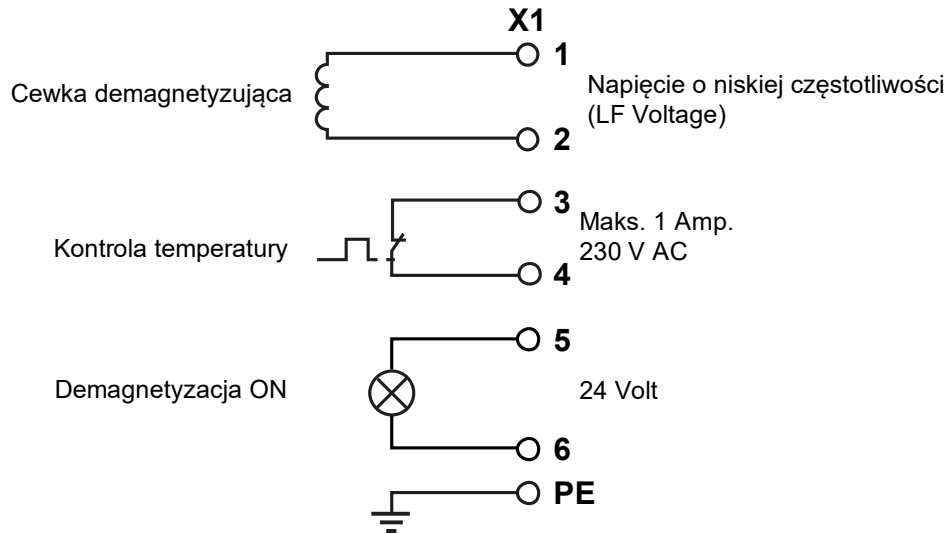 X1
1
Cewka demagnetyzująca
Napięcie o niskiej częstotliwości
(LF Voltage)
2
3
Kontrola temperatury
Maks. 1 Amp.
230 V AC
4
5
Demagnetyzacja ON
24 Volt
6
PE